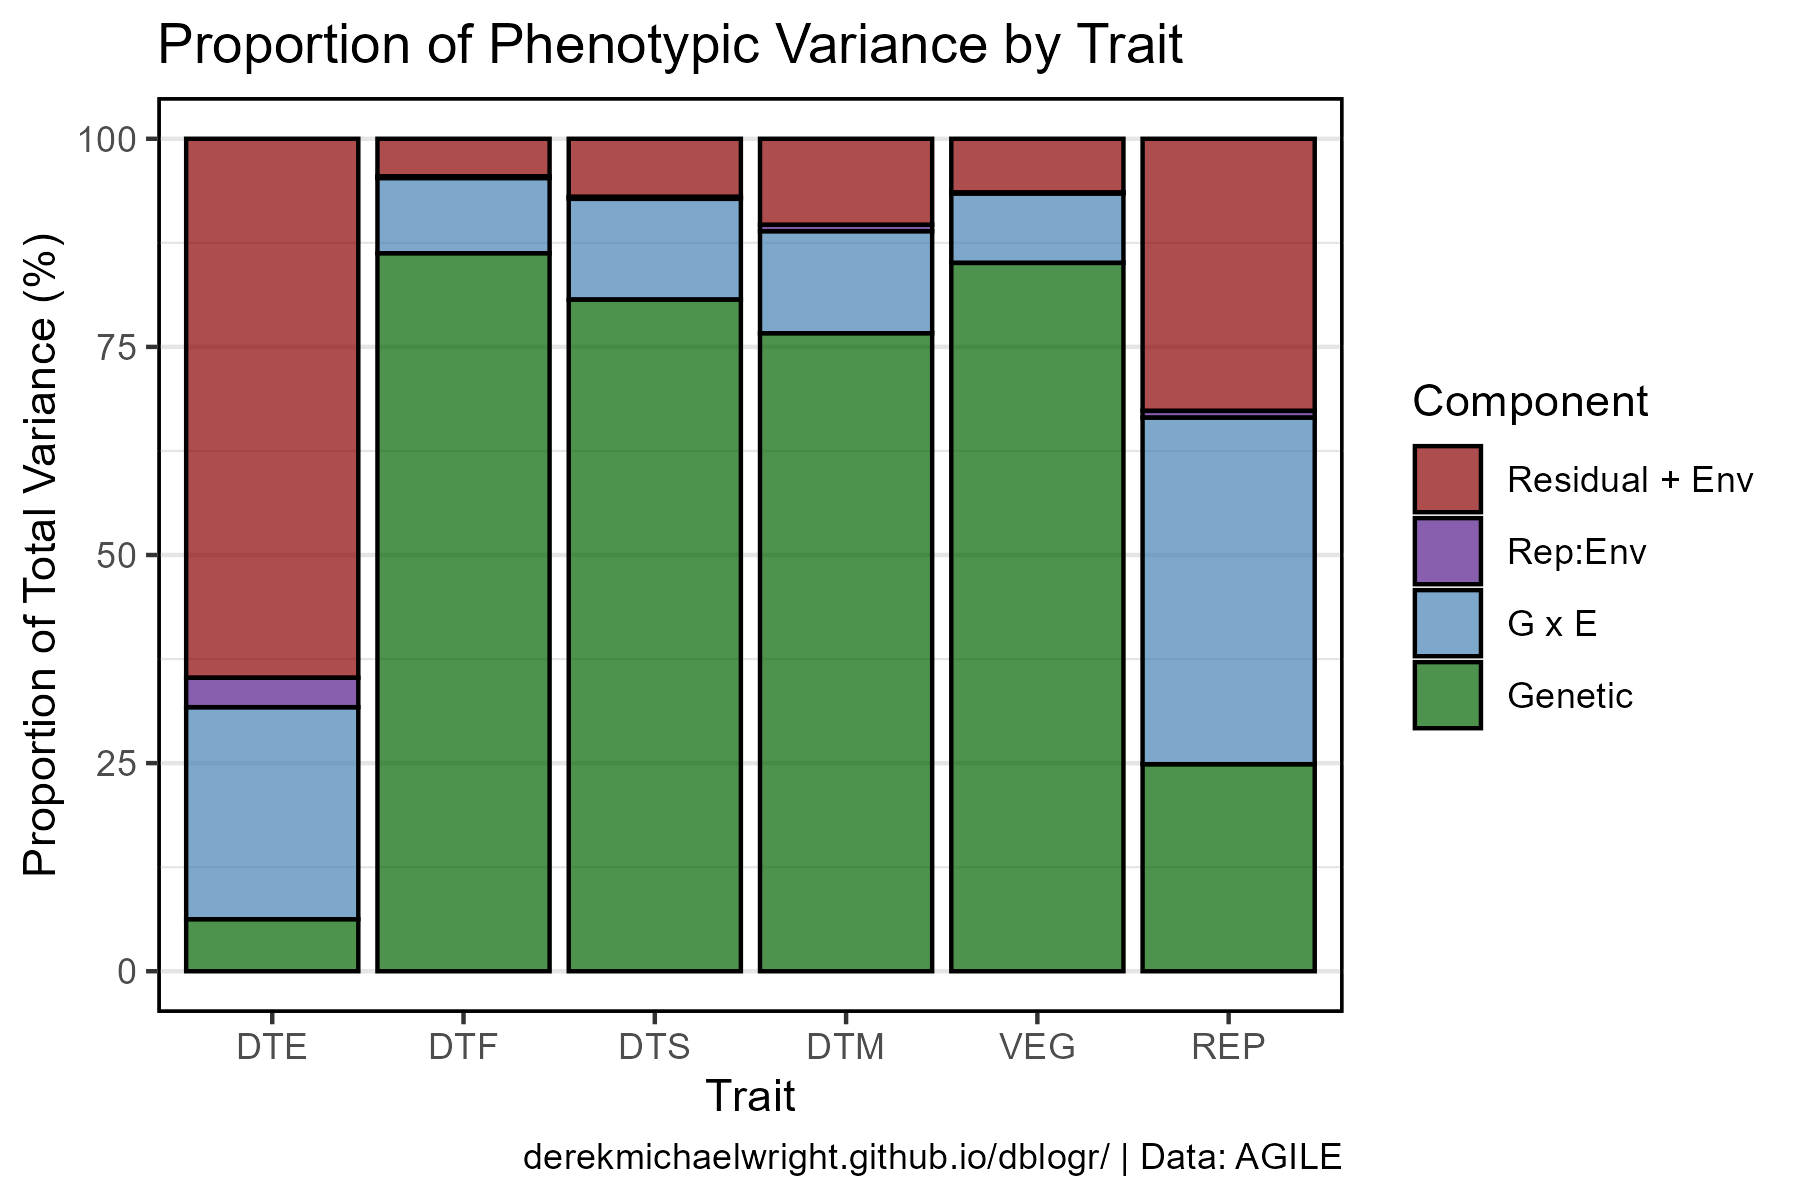 Proportion of Phenotypic Variance by Trait
Proportion of Total Variance (%)
100
75
50
25
0
DTE DTF DTS DTM VEG REP
Trait
Component
Residual + Env
Rep:Env
G x E
Genetic
derekmichaelwright.github.io/dblogr/ | Data: AGILE